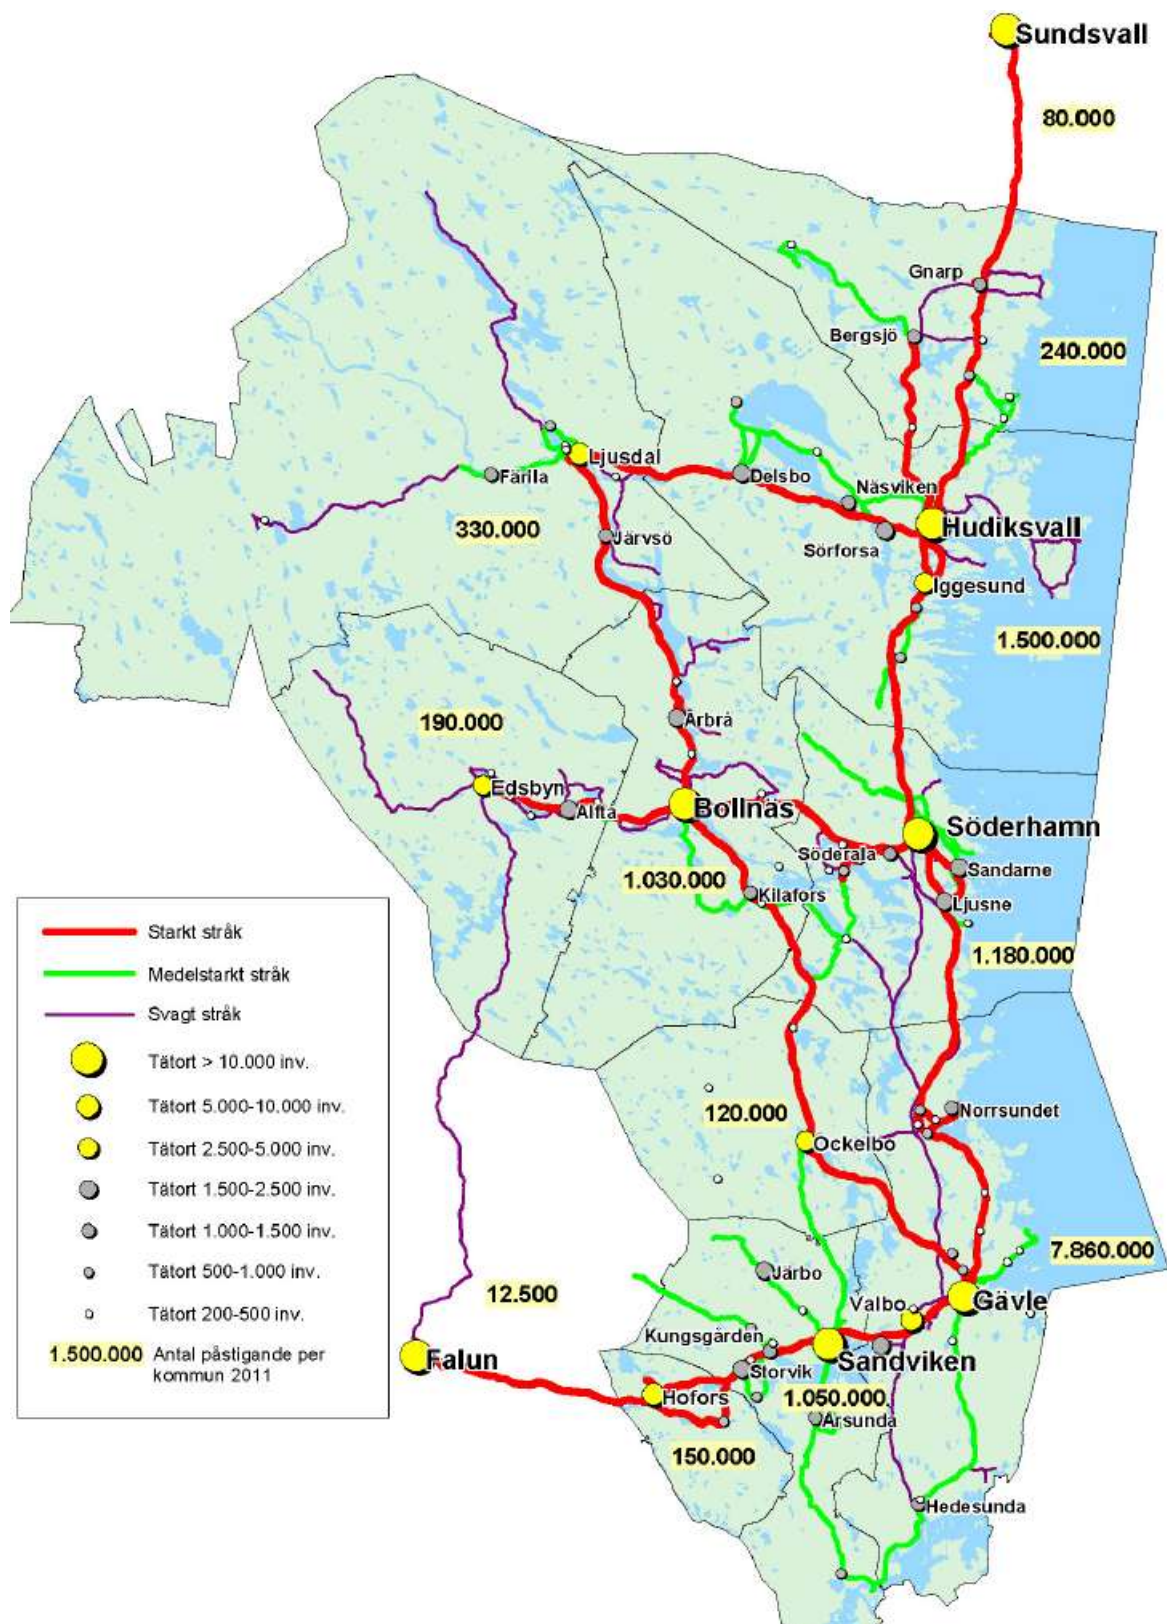 Sundsvall
80.000
Gnarp
Bergsjö
240.000
Ljusdal
Färila
Delsbo
Näsviken
330.000
Hudiksvall
Järvsö
Sörforsa
Iggesund
1.500.000
190.000
Arbrå
Edsbyn
Alfta
Bollnäs
Söderhamn
Söderala
Sandarne
1.030.000
Kilafors
Ljusne
1.180.000
Starkt stråk
Medelstarkt stråk
Svagt stråk
Tätort > 10.000 inv.
Tätort 5.000-10.000 inv.
Tätort 2.500-5.000 inv.
Tätort 1.500-2.500 inv.
Tätort 1.000-1.500 inv.
Tätort 500-1.000 inv.
Tätort 200-500 inv.
1.500.000 Antal påstigande per
kommun 2011
120.000
Norrsundet
Ockelbo
7.860.000
Järbo
12.500
Valbo
Gävle
Kungsgården
Falun
Sandviken
Storvik
Hofors
1.050.000
Årsunda
150.000
Hedesunda